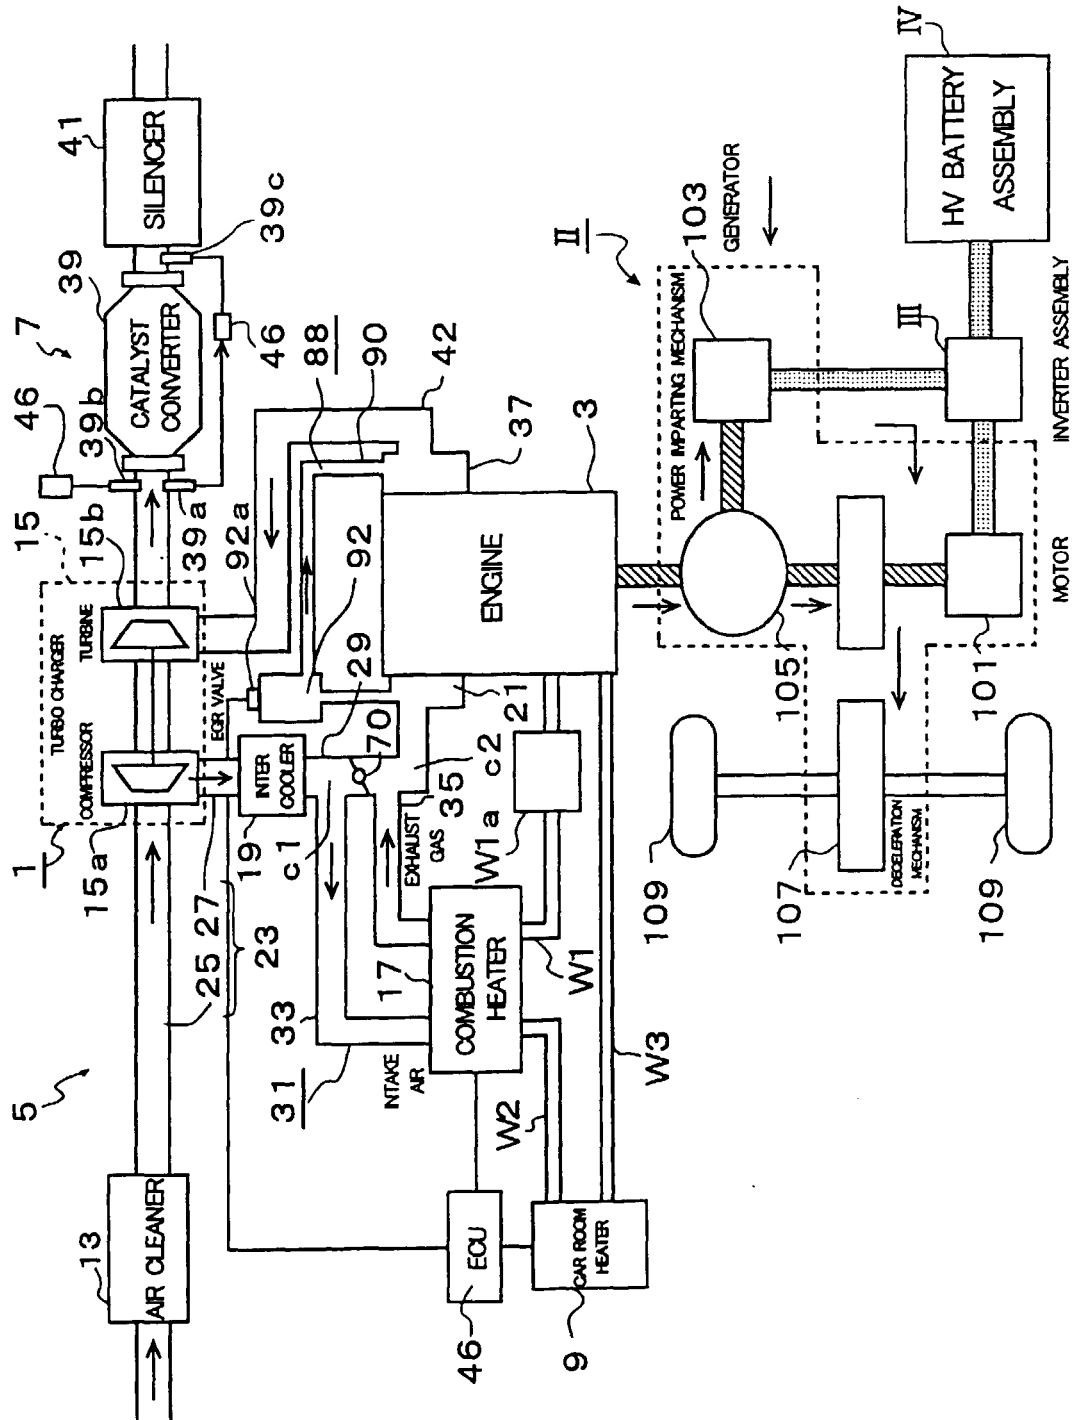 5
7
13
AIR CLEANER
25
27
23
1
15a
COMPRESSOR
TURBO CHARGER
TURBINE
15
15b
46
39b
39a
39
CATALYST
CONVERTER
39c
46
41
SILENCER
EGR VALVE
92a
19
INTER
COOLER
c1
33
31
INTAKE
AIR
29
70
92
88
90
42
37
3
ENGINE
21
c2
35
EXHAUST
GAS
17
COMBUSTION
HEATER
W1a
W1
W2
W3
46
ECU
9
CAR ROOM
HEATER
II
POWER IMPARTING MECHANISM
103
GENERATOR
105
101
MOTOR
III
INVERTER ASSEMBLY
IV
HV BATTERY
ASSEMBLY
107
DECELERATION
MECHANISM
109
109